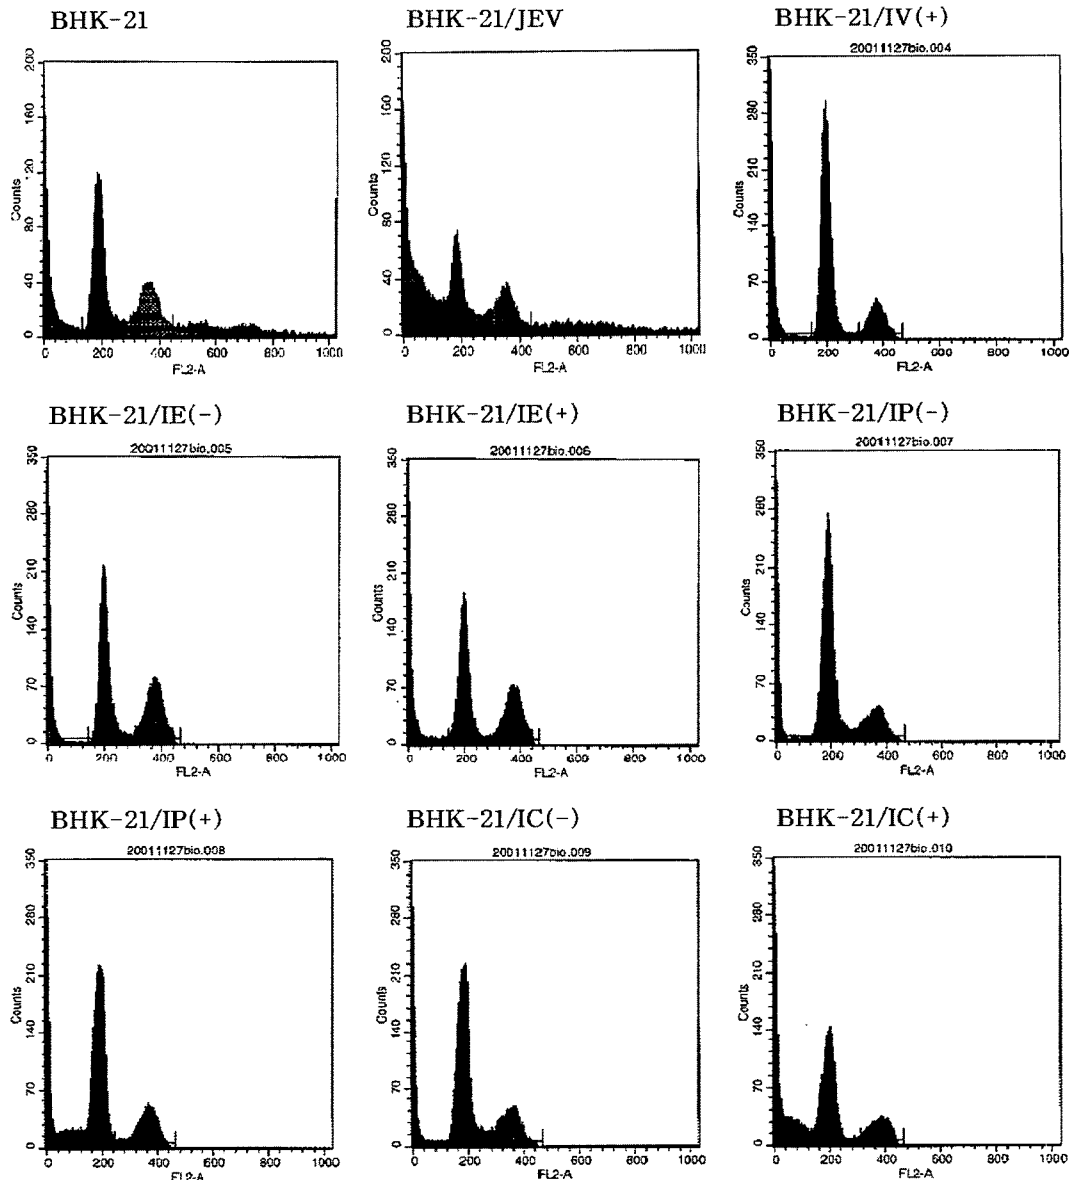 BHK-21
200
160
120
80
40
0
Counts
0 200 400 600 800 1000
FL2-A
BHK-21/JEV
200
160
120
80
40
0
Counts
0 200 400 600 800 1000
FL2-A
BHK-21/IV(+)
20011127bio.004
350
280
210
140
70
0
Counts
0 200 400 600 800 1000
FL2-A
BHK-21/IE(-)
20011127bio.005
350
280
210
140
70
0
Counts
0 200 400 600 800 1000
FL2-A
BHK-21/IE(+)
20011127bio.006
350
280
210
140
70
0
Counts
0 200 400 600 800 1000
FL2-A
BHK-21/IP(-)
20011127bio.007
350
280
210
140
70
0
Counts
0 200 400 600 800 1000
FL2-A
BHK-21/IP(+)
20011127bio.008
350
280
210
140
70
0
Counts
0 200 400 600 800 1000
FL2-A
BHK-21/IC(-)
20011127bio.009
350
280
210
140
70
0
Counts
0 200 400 600 800 1000
FL2-A
BHK-21/IC(+)
20011127bio.010
350
280
210
140
70
0
Counts
0 200 400 600 800 1000
FL2-A